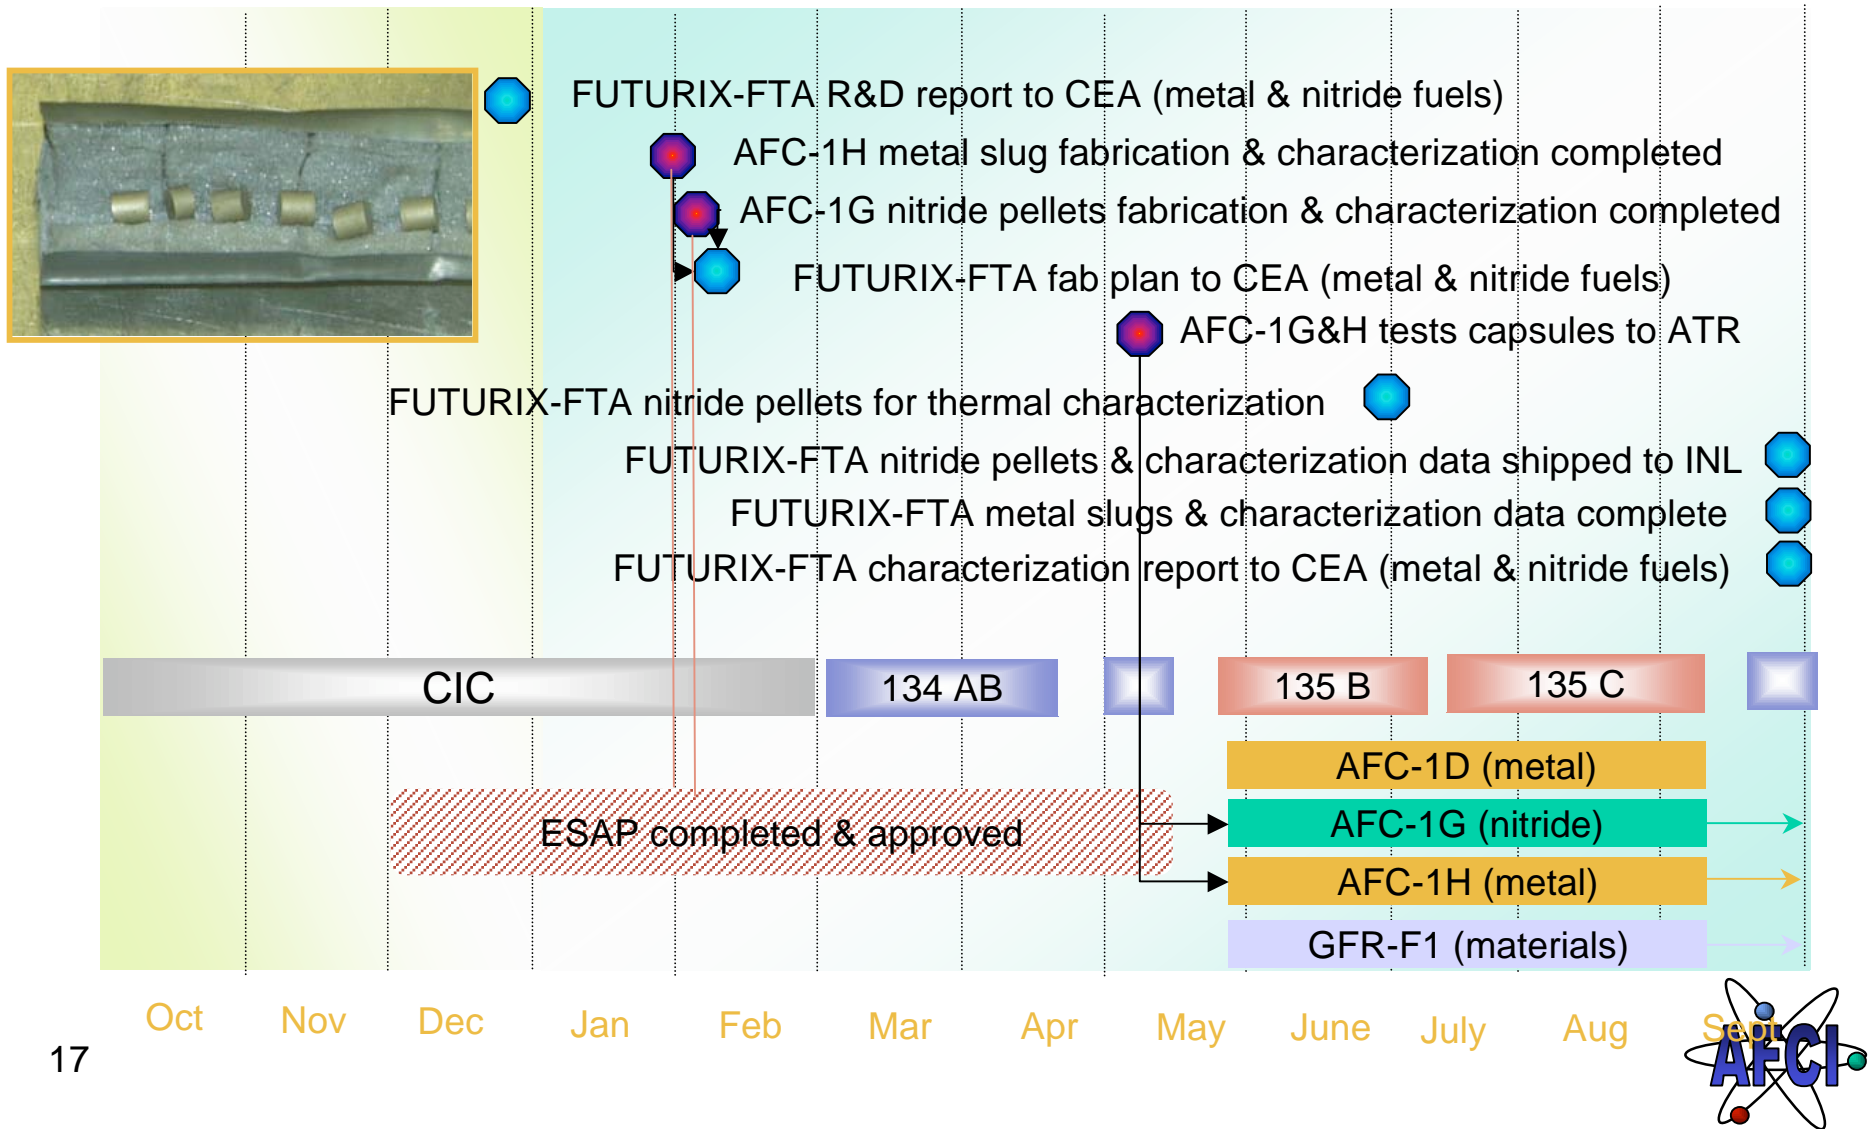 FUTURIX-FTA R&D report to CEA (metal & nitride fuels)
AFC-1H metal slug fabrication & characterization completed
AFC-1G nitride pellets fabrication & characterization completed
FUTURIX-FTA fab plan to CEA (metal & nitride fuels)
AFC-1G&H tests capsules to ATR
FUTURIX-FTA nitride pellets for thermal characterization
FUTURIX-FTA nitride pellets & characterization data shipped to INL
FUTURIX-FTA metal slugs & characterization data complete
FUTURIX-FTA characterization report to CEA (metal & nitride fuels)
CIC 134 AB 135 B 135 C
AFC-1D (metal)
ESAP completed & approved AFC-1G (nitride)
AFC-1H (metal)
GFR-F1 (materials)
Oct Nov Dec Jan Feb Mar Apr May June July Aug Sept
17
AFCI